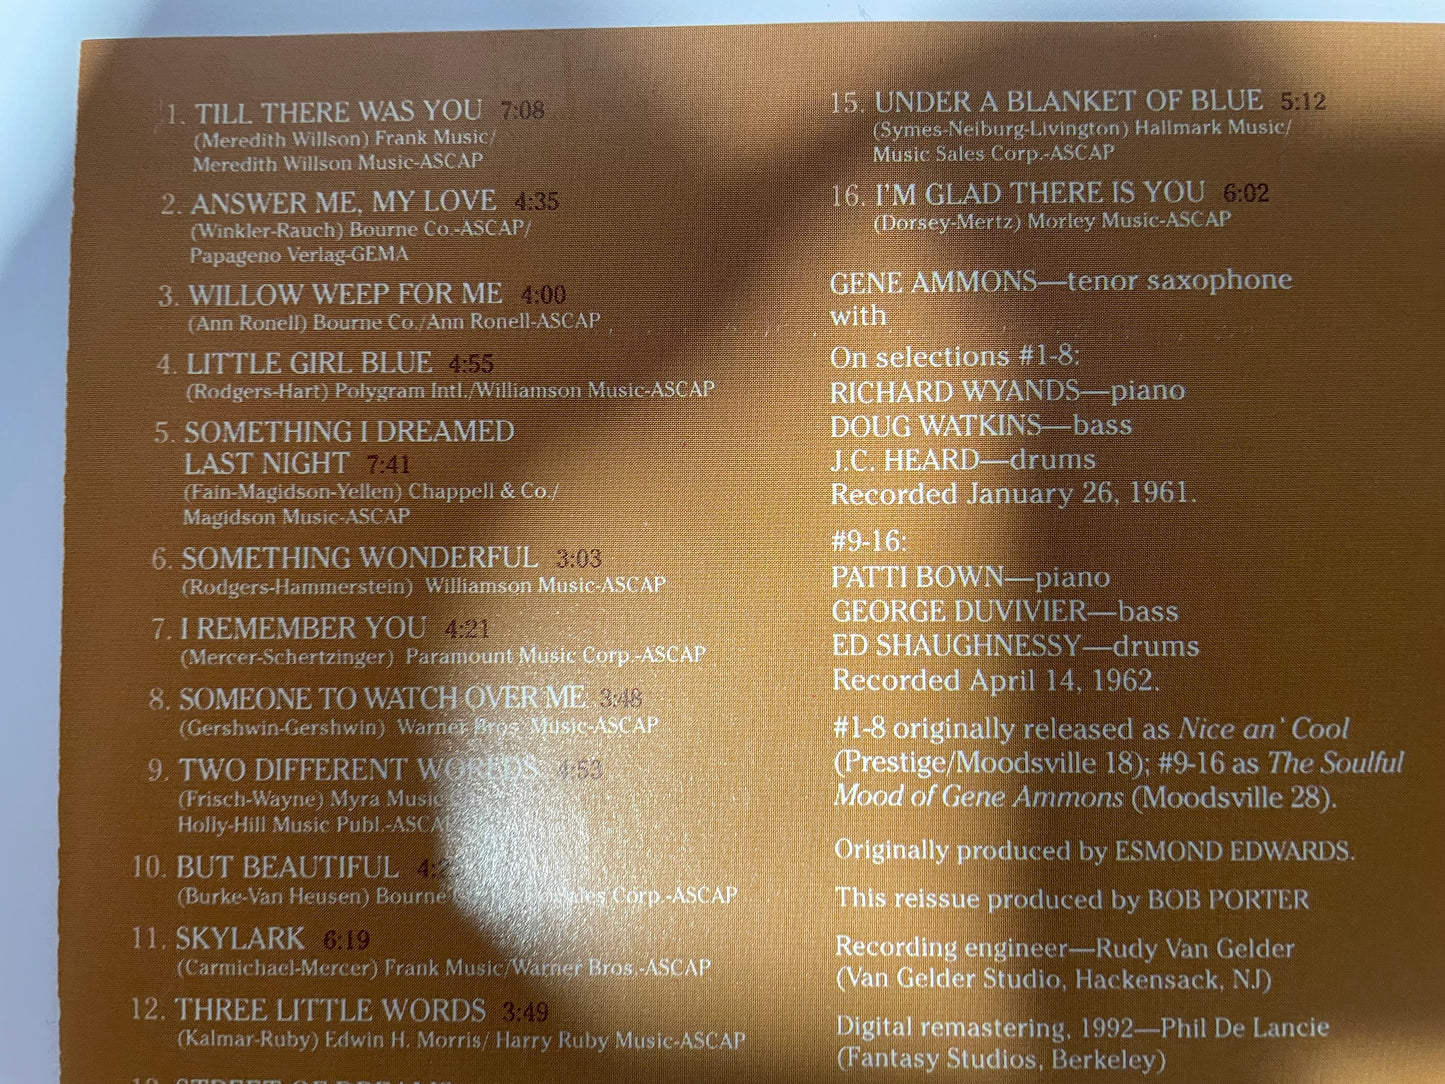 1. TILL THERE WAS YOU 7:08
(Meredith Willson) Frank Music/
Meredith Willson Music-ASCAP
2. ANSWER ME, MY LOVE 4:35
(Winkler-Rauch) Bourne Co.-ASCAP/
Papageno Verlag-GEMA
3. WILLOW WEEP FOR ME 4:00
(Ann Ronell) Bourne Co./Ann Ronell-ASCAP
4. LITTLE GIRL BLUE 4:55
(Rodgers-Hart) Polygram Intl./Williamson Music-ASCAP
5. SOMETHING I DREAMED
LAST NIGHT 7:41
(Fain-Magidson-Yellen) Chappell & Co./
Magidson Music-ASCAP
6. SOMETHING WONDERFUL 3:03
(Rodgers-Hammerstein) Williamson Music-ASCAP
7. I REMEMBER YOU 4:21
(Mercer-Schertzinger) Paramount Music Corp.-ASCAP
8. SOMEONE TO WATCH OVER ME 3:48
(Gershwin-Gershwin) Warner Bros. Music-ASCAP
9. TWO DIFFERENT WORLDS 4:53
(Frisch-Wayne) Myra Music
Holly-Hill Music Publ.-ASCA
10. BUT BEAUTIFUL
(Burke-Van Heusen) Bourne Sales Corp.-ASCAP
11. SKYLARK 6:19
(Carmichael-Mercer) Frank Music/Warner Bros.-ASCAP
12. THREE LITTLE WORDS 3:49
(Kalmar-Ruby) Edwin H. Morris/ Harry Ruby Music-ASCAP
15. UNDER A BLANKET OF BLUE 5:12
(Symes-Neiburg-Livington) Hallmark Music/
Music Sales Corp.-ASCAP
16. I'M GLAD THERE IS YOU 6:02
(Dorsey-Mertz) Morley Music-ASCAP
GENE AMMONS—tenor saxophone
with
On selections #1-8:
RICHARD WYANDS—piano
DOUG WATKINS—bass
J.C. HEARD—drums
Recorded January 26, 1961.
#9-16:
PATTI BOWN—piano
GEORGE DUVIVIER—bass
ED SHAUGHNESSY—drums
Recorded April 14, 1962.
#1-8 originally released as Nice an' Cool
(Prestige/Moodsville 18); #9-16 as The Soulful
Mood of Gene Ammons (Moodsville 28).
Originally produced by ESMOND EDWARDS.
This reissue produced by BOB PORTER
Recording engineer—Rudy Van Gelder
(Van Gelder Studio, Hackensack, NJ)
Digital remastering, 1992—Phil De Lancie
(Fantasy Studios, Berkeley)